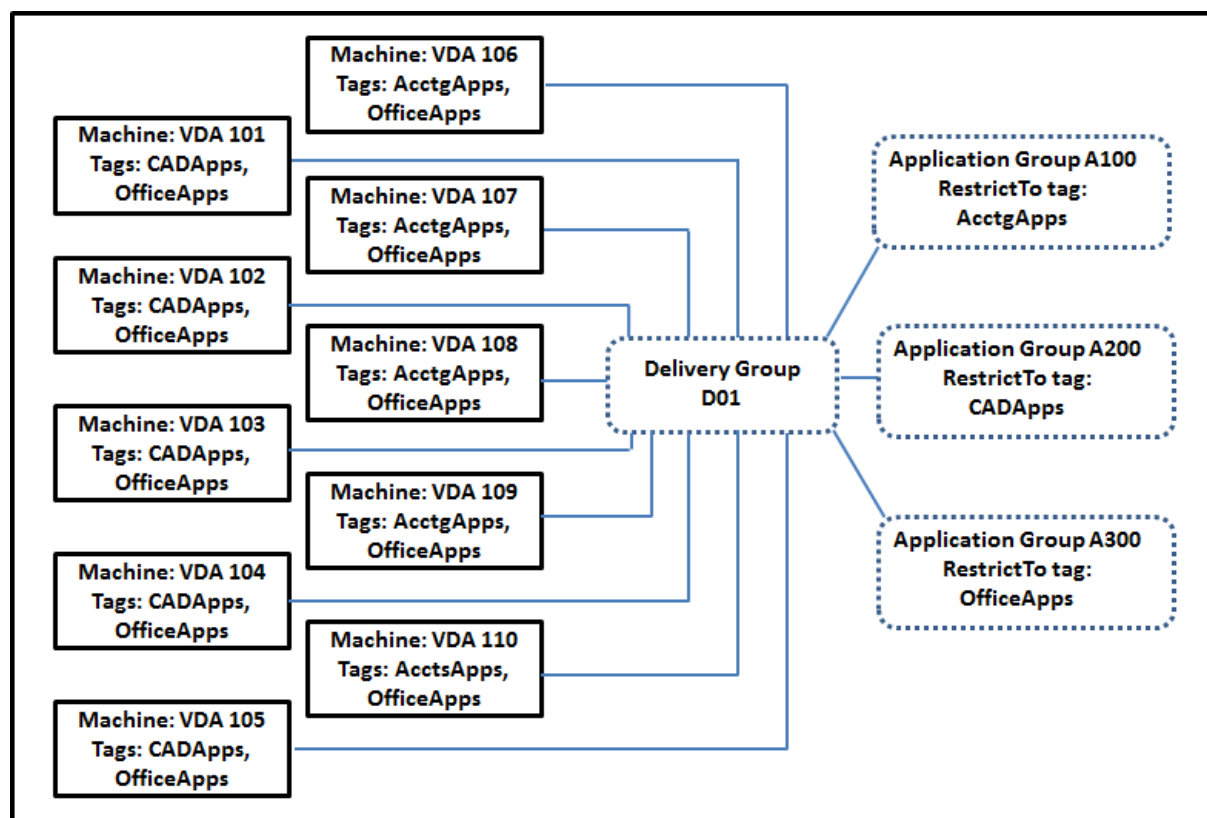 Machine: VDA 106
Tags: AcctgApps,
OfficeApps
Machine: VDA 101
Tags: CADApps,
OfficeApps
Machine: VDA 107
Tags: AcctgApps,
OfficeApps
Machine: VDA 102
Tags: CADApps,
OfficeApps
Machine: VDA 108
Tags: AcctgApps,
OfficeApps
Machine: VDA 103
Tags: CADApps,
OfficeApps
Machine: VDA 109
Tags: AcctgApps,
OfficeApps
Machine: VDA 104
Tags: CADApps,
OfficeApps
Machine: VDA 110
Tags: AcctsApps,
OfficeApps
Machine: VDA 105
Tags: CADApps,
OfficeApps
Delivery Group
D01
Application Group A100
RestrictTo tag:
AcctgApps
Application Group A200
RestrictTo tag:
CADApps
Application Group A300
RestrictTo tag:
OfficeApps